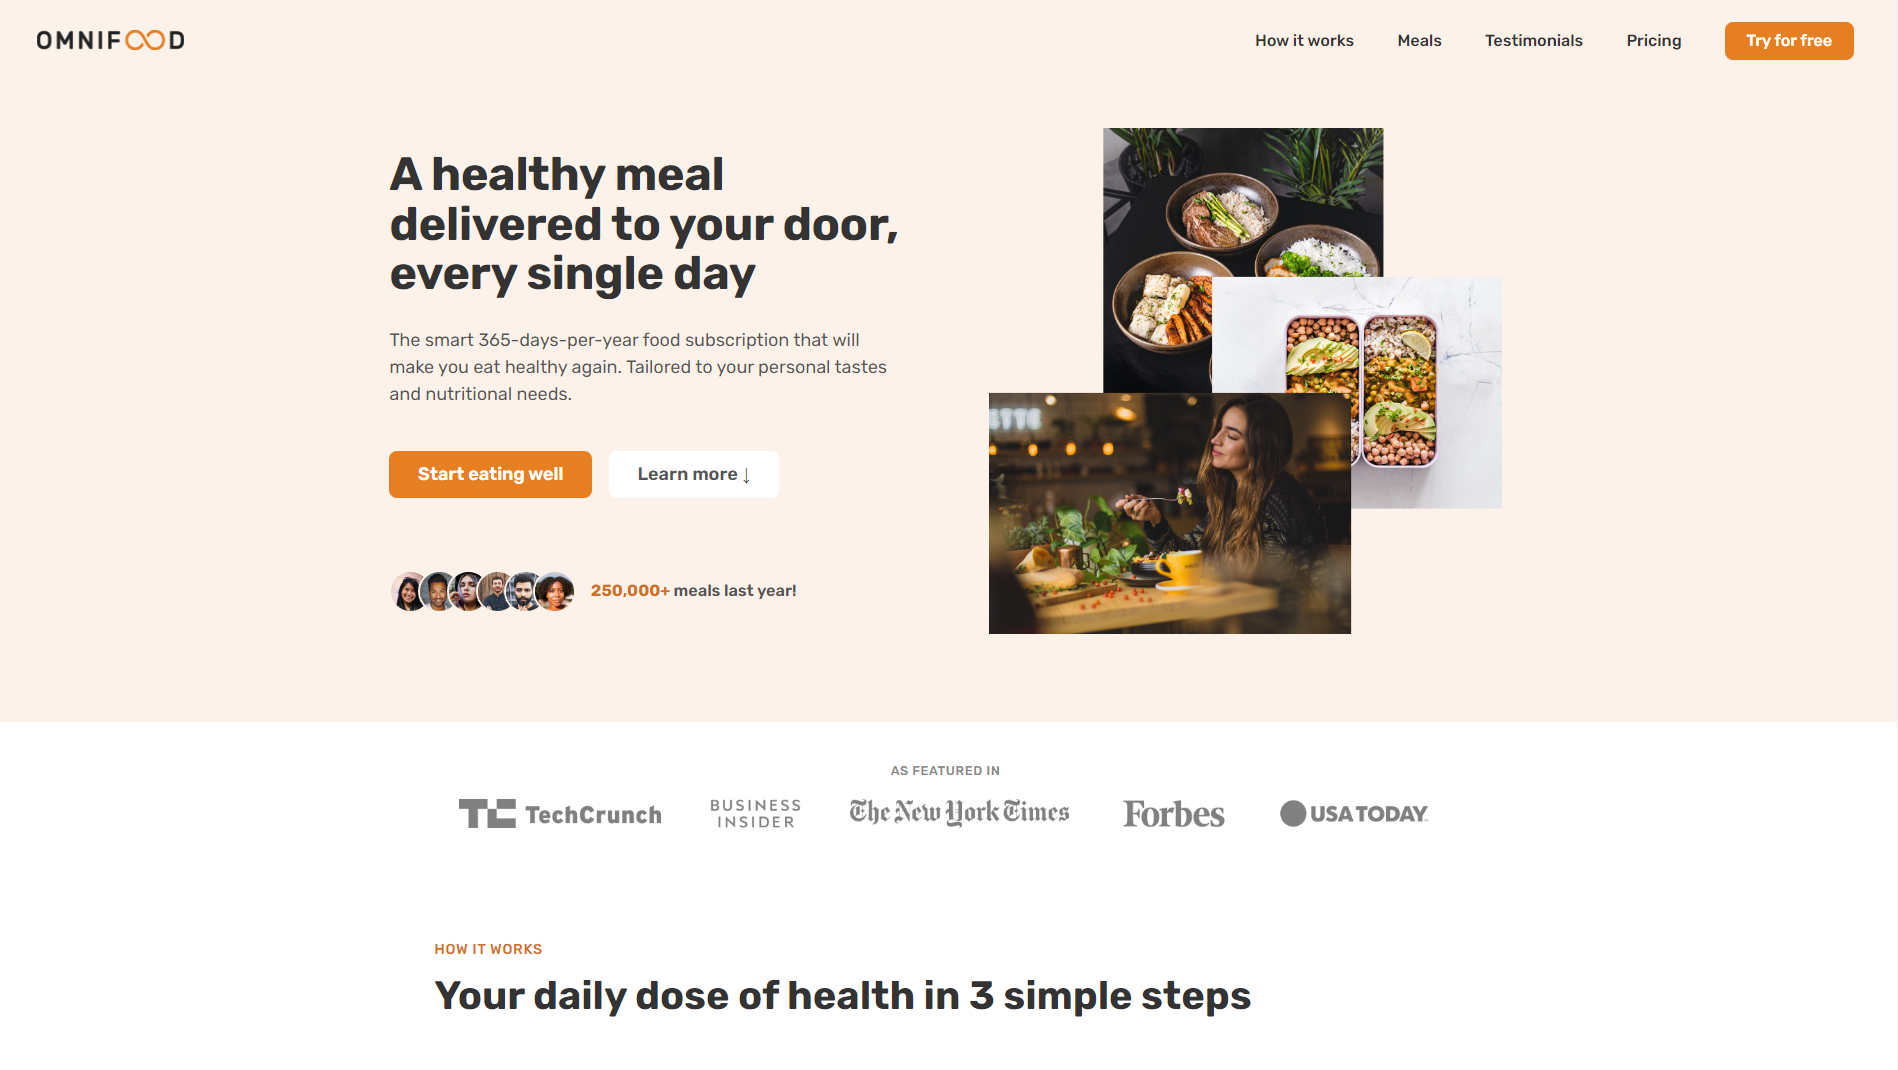 OMNIFOOD
How it works
Meals
Testimonials
Pricing
Try for free
A healthy meal
delivered to your door,
every single day
The smart 365-days-per-year food subscription that will
make you eat healthy again. Tailored to your personal tastes
and nutritional needs.
Start eating well
Learn more ↓
250,000+ meals last year!
AS FEATURED IN
TechCrunch
BUSINESS
INSIDER
The New York Times
Forbes
USA TODAY
HOW IT WORKS
Your daily dose of health in 3 simple steps